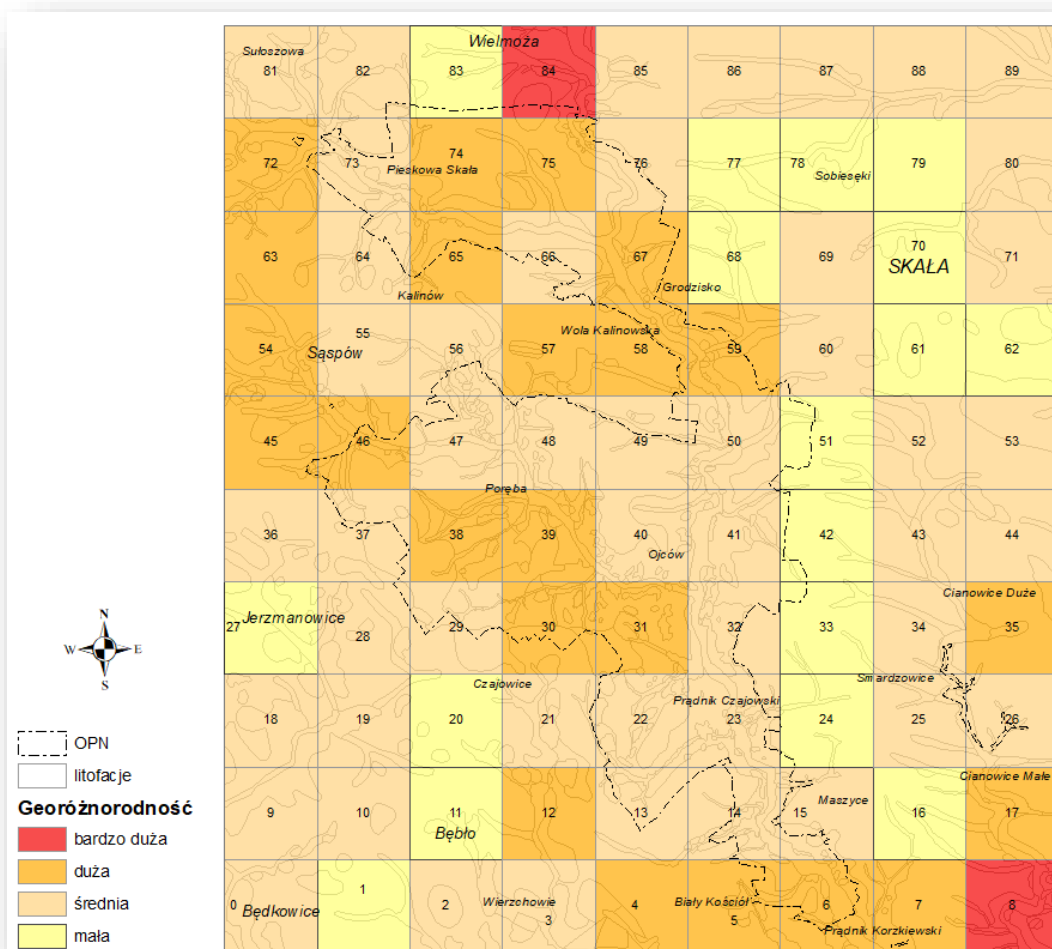 Sułoszowa
Wielmoża
81 82 83 84 85 86 87 88 89
72 73 74 75 76 77 78 79 80
Pieskowa Skała
Sobiesęki
63 64 65 66 67 68 69 70 71
SKAŁA
Kalinów
Grodzisko
Wola Kalinowska
54 55 56 57 58 59 60 61 62
Sąspów
45 46 47 48 49 50 51 52 53
Poręba
36 37 38 39 40 41 42 43 44
Ojców
Cianowice Duże
27 28 29 30 31 32 33 34 35
Jerzmanowice
Czajowice
Prądnik Czajowski
Smardzowice
18 19 20 21 22 23 24 25 26
Cianowice Małe
9 10 11 12 13 14 15 16 17
Maszyce
Bębło
0 1 2 3 4 5 6 7 8
Będkowice
Wierzchowie
Biały Kościół
Prądnik Korzkiewski
N
W E
S
OPN
litofacje
Georóżnorodność
bardzo duża
duża
średnia
mała